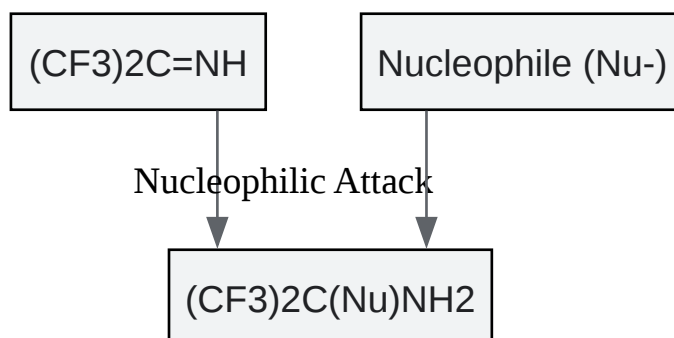 (CF3)2C=NH
Nucleophile (Nu-)
Nucleophilic Attack
(CF3)2C(Nu)NH2